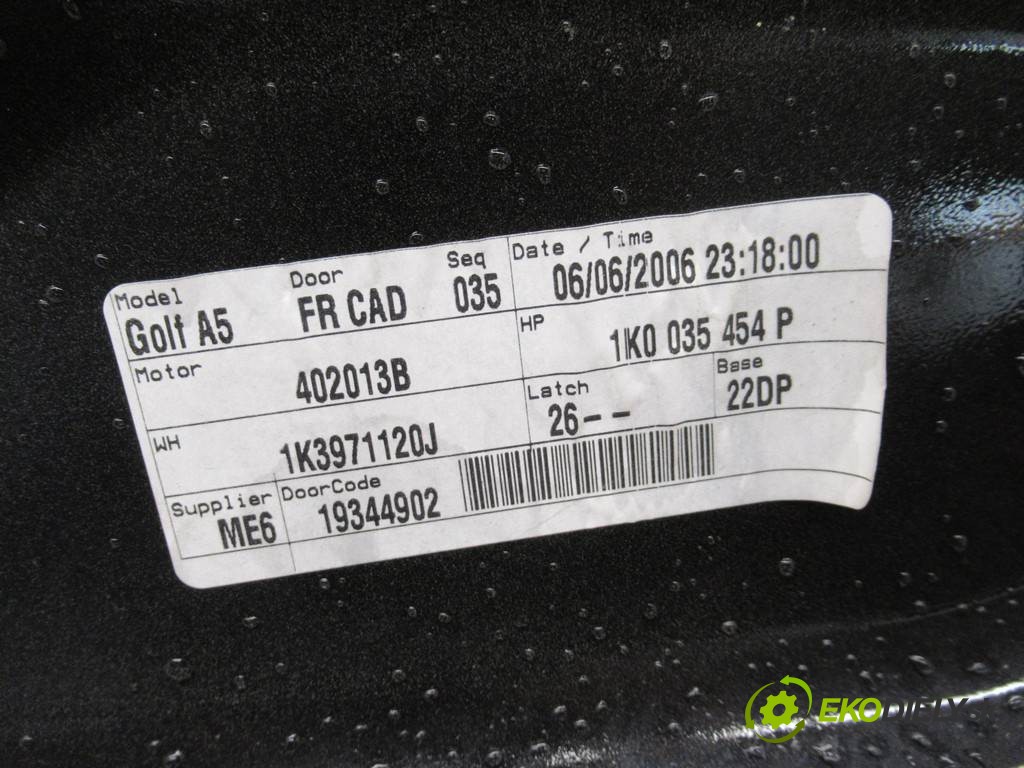 Model Door Seq Date / Time
Golf A5 FR CAD 035 06/06/2006 23:18:00
Motor HP
402013B 1K0 035 454 P
WH Latch Base
1K3971120J 26-- 22DP
Supplier DoorCode
ME6 19344902
EKODIELY